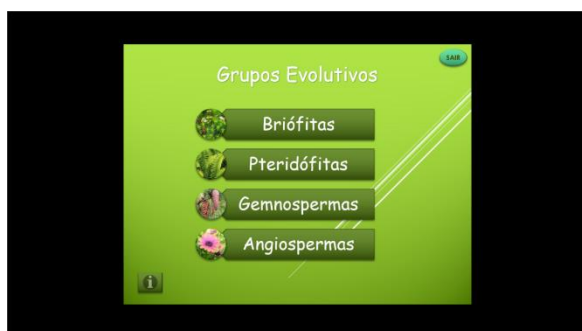 SAIR
Grupos Evolutivos
Briófitas
Pteridófitas
Gemnospermas
Angiospermas
i